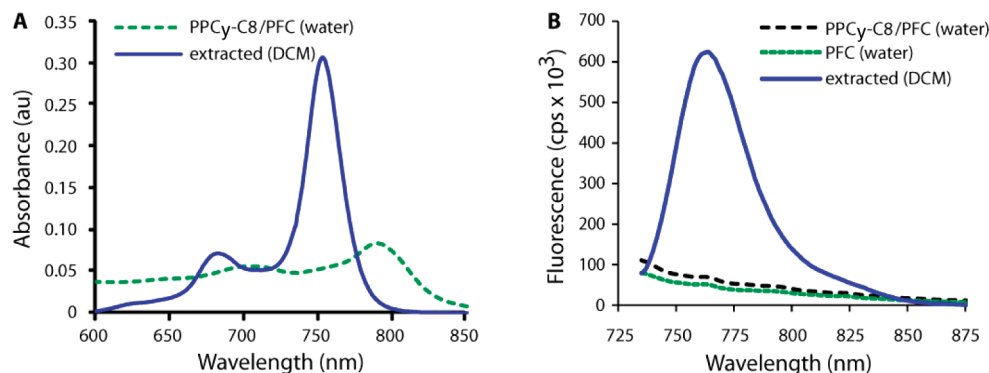 A
PPCy-C8/PFC (water)
extracted (DCM)
Absorbance (au)
0.35
0.30
0.25
0.20
0.15
0.10
0.05
0
600 650 700 750 800 850
Wavelength (nm)
B
PPCy-C8/PFC (water)
PFC (water)
extracted (DCM)
Fluorescence (cps x 10³)
700
600
500
400
300
200
100
0
725 750 775 800 825 850 875
Wavelength (nm)